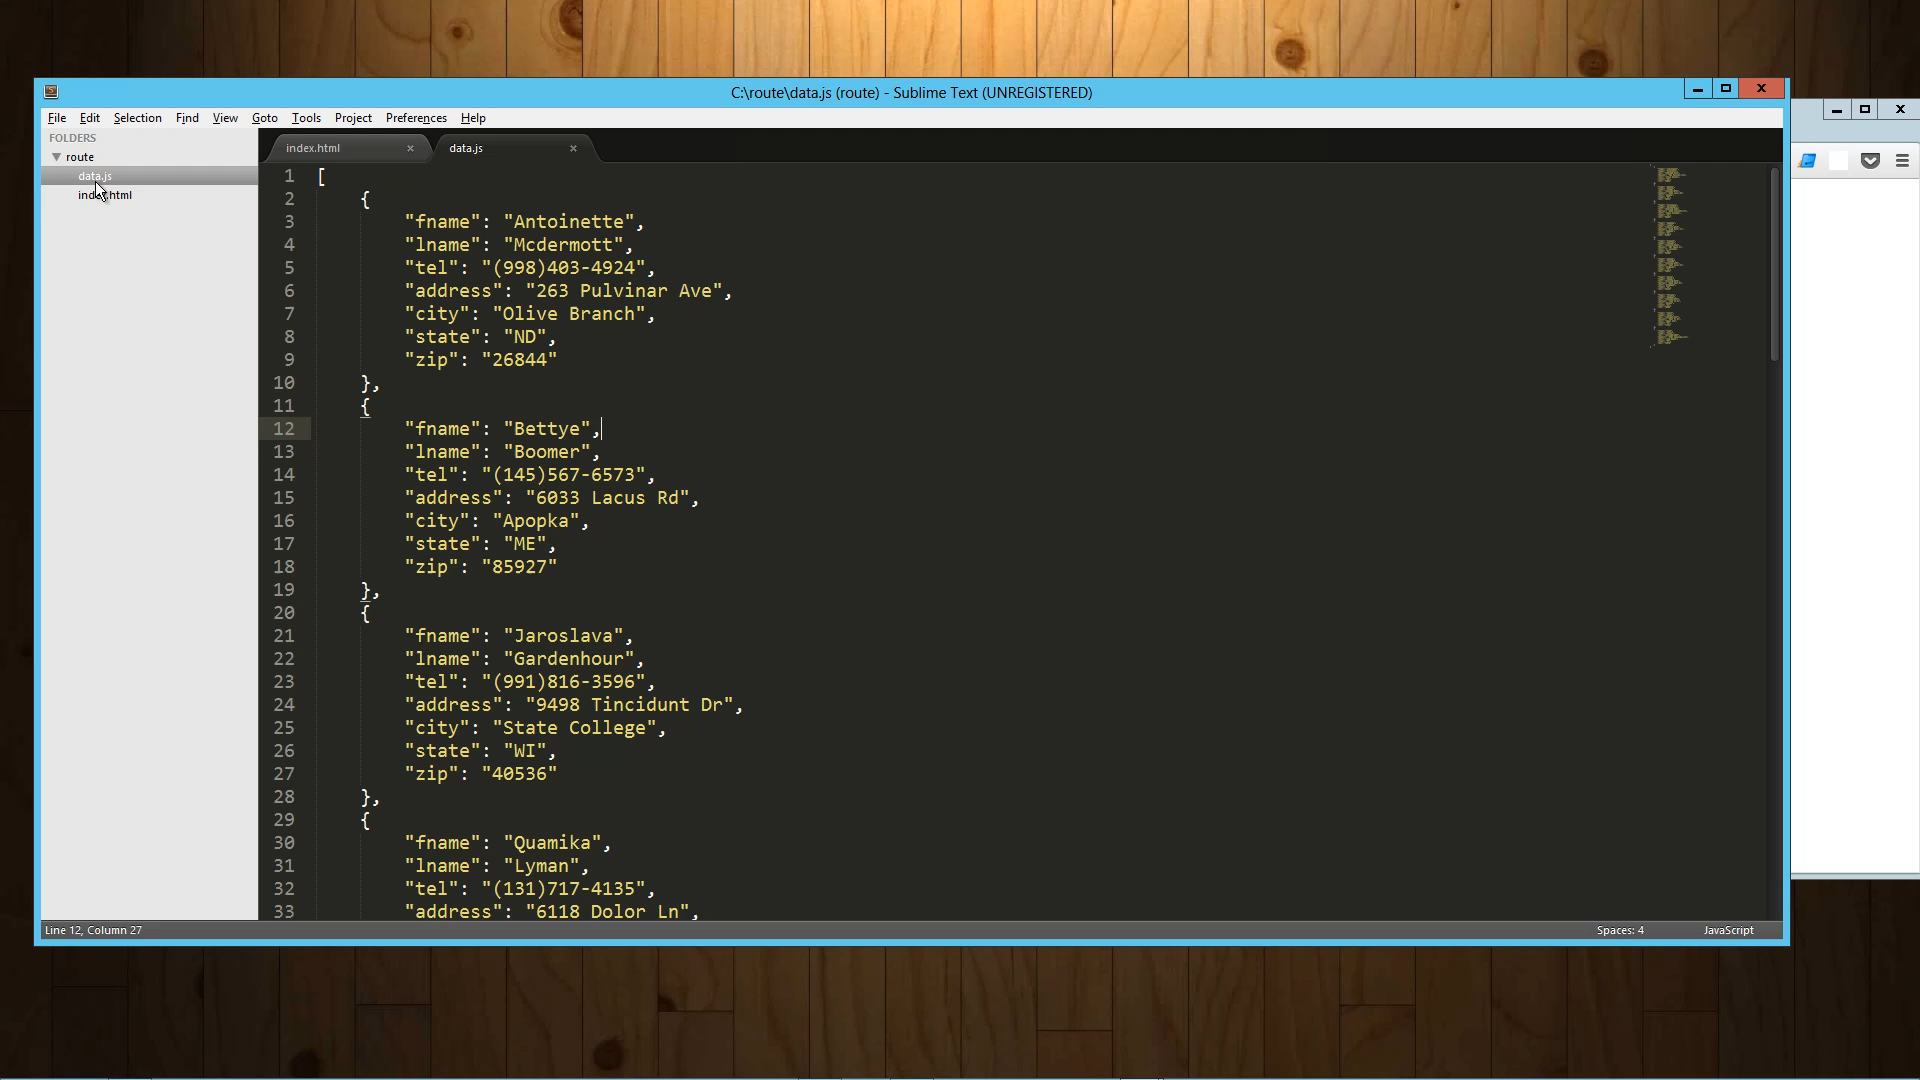 C:\route\data.js (route) - Sublime Text (UNREGISTERED)
File Edit Selection Find View Goto Tools Project Preferences Help
FOLDERS
route
data.js
index.html
index.html × data.js ×
1 [
2 {
3 "fname": "Antoinette",
4 "lname": "Mcdermott",
5 "tel": "(998)403-4924",
6 "address": "263 Pulvinar Ave",
7 "city": "Olive Branch",
8 "state": "ND",
9 "zip": "26844"
10 },
11 {
12 "fname": "Bettye",
13 "lname": "Boomer",
14 "tel": "(145)567-6573",
15 "address": "6033 Lacus Rd",
16 "city": "Apopka",
17 "state": "ME",
18 "zip": "85927"
19 },
20 {
21 "fname": "Jaroslava",
22 "lname": "Gardenhour",
23 "tel": "(991)816-3596",
24 "address": "9498 Tincidunt Dr",
25 "city": "State College",
26 "state": "WI",
27 "zip": "40536"
28 },
29 {
30 "fname": "Quamika",
31 "lname": "Lyman",
32 "tel": "(131)717-4135",
33 "address": "6118 Dolor Ln",
Line 12, Column 27
Spaces: 4 JavaScript